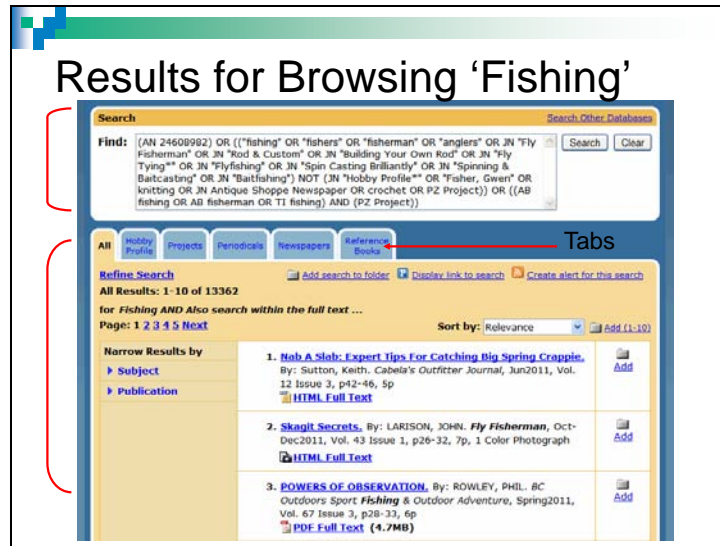 Results for Browsing ‘Fishing’
Search
Search Other Databases
Find:
(AN 24608982) OR (("fishing" OR "fishers" OR "fisherman" OR "anglers" OR JN "Fly
Fisherman" OR JN "Rod & Custom" OR JN "Building Your Own Rod" OR JN "Fly
Tying*" OR JN "Flyfishing" OR JN "Spin Casting Brilliantly" OR JN "Spinning &
Baitcasting" OR JN "Baitfishing") NOT (JN "Hobby Profile*" OR "Fisher, Gwen" OR
knitting OR JN Antique Shoppe Newspaper OR crochet OR PZ Project)) OR ((AB
fishing OR AB fisherman OR TI fishing) AND (PZ Project))
Search
Clear
All
Hobby
Profile
Projects
Periodicals
Newspapers
Reference
Books
Tabs
Refine Search
Add search to folder
Display link to search
Create alert for this search
All Results: 1-10 of 13362
for Fishing AND Also search within the full text ...
Page: 1 2 3 4 5 Next
Sort by: Relevance
Add (1-10)
Narrow Results by
Subject
Publication
1. Nab A Slab: Expert Tips For Catching Big Spring Crappie.
By: Sutton, Keith. Cabela's Outfitter Journal, Jun2011, Vol.
12 Issue 3, p42-46, 5p
HTML Full Text
Add
2. Skagit Secrets. By: LARISON, JOHN. Fly Fisherman, Oct-
Dec2011, Vol. 43 Issue 1, p26-32, 7p, 1 Color Photograph
HTML Full Text
Add
3. POWERS OF OBSERVATION. By: ROWLEY, PHIL. BC
Outdoors Sport Fishing & Outdoor Adventure, Spring2011,
Vol. 67 Issue 3, p28-33, 6p
PDF Full Text (4.7MB)
Add